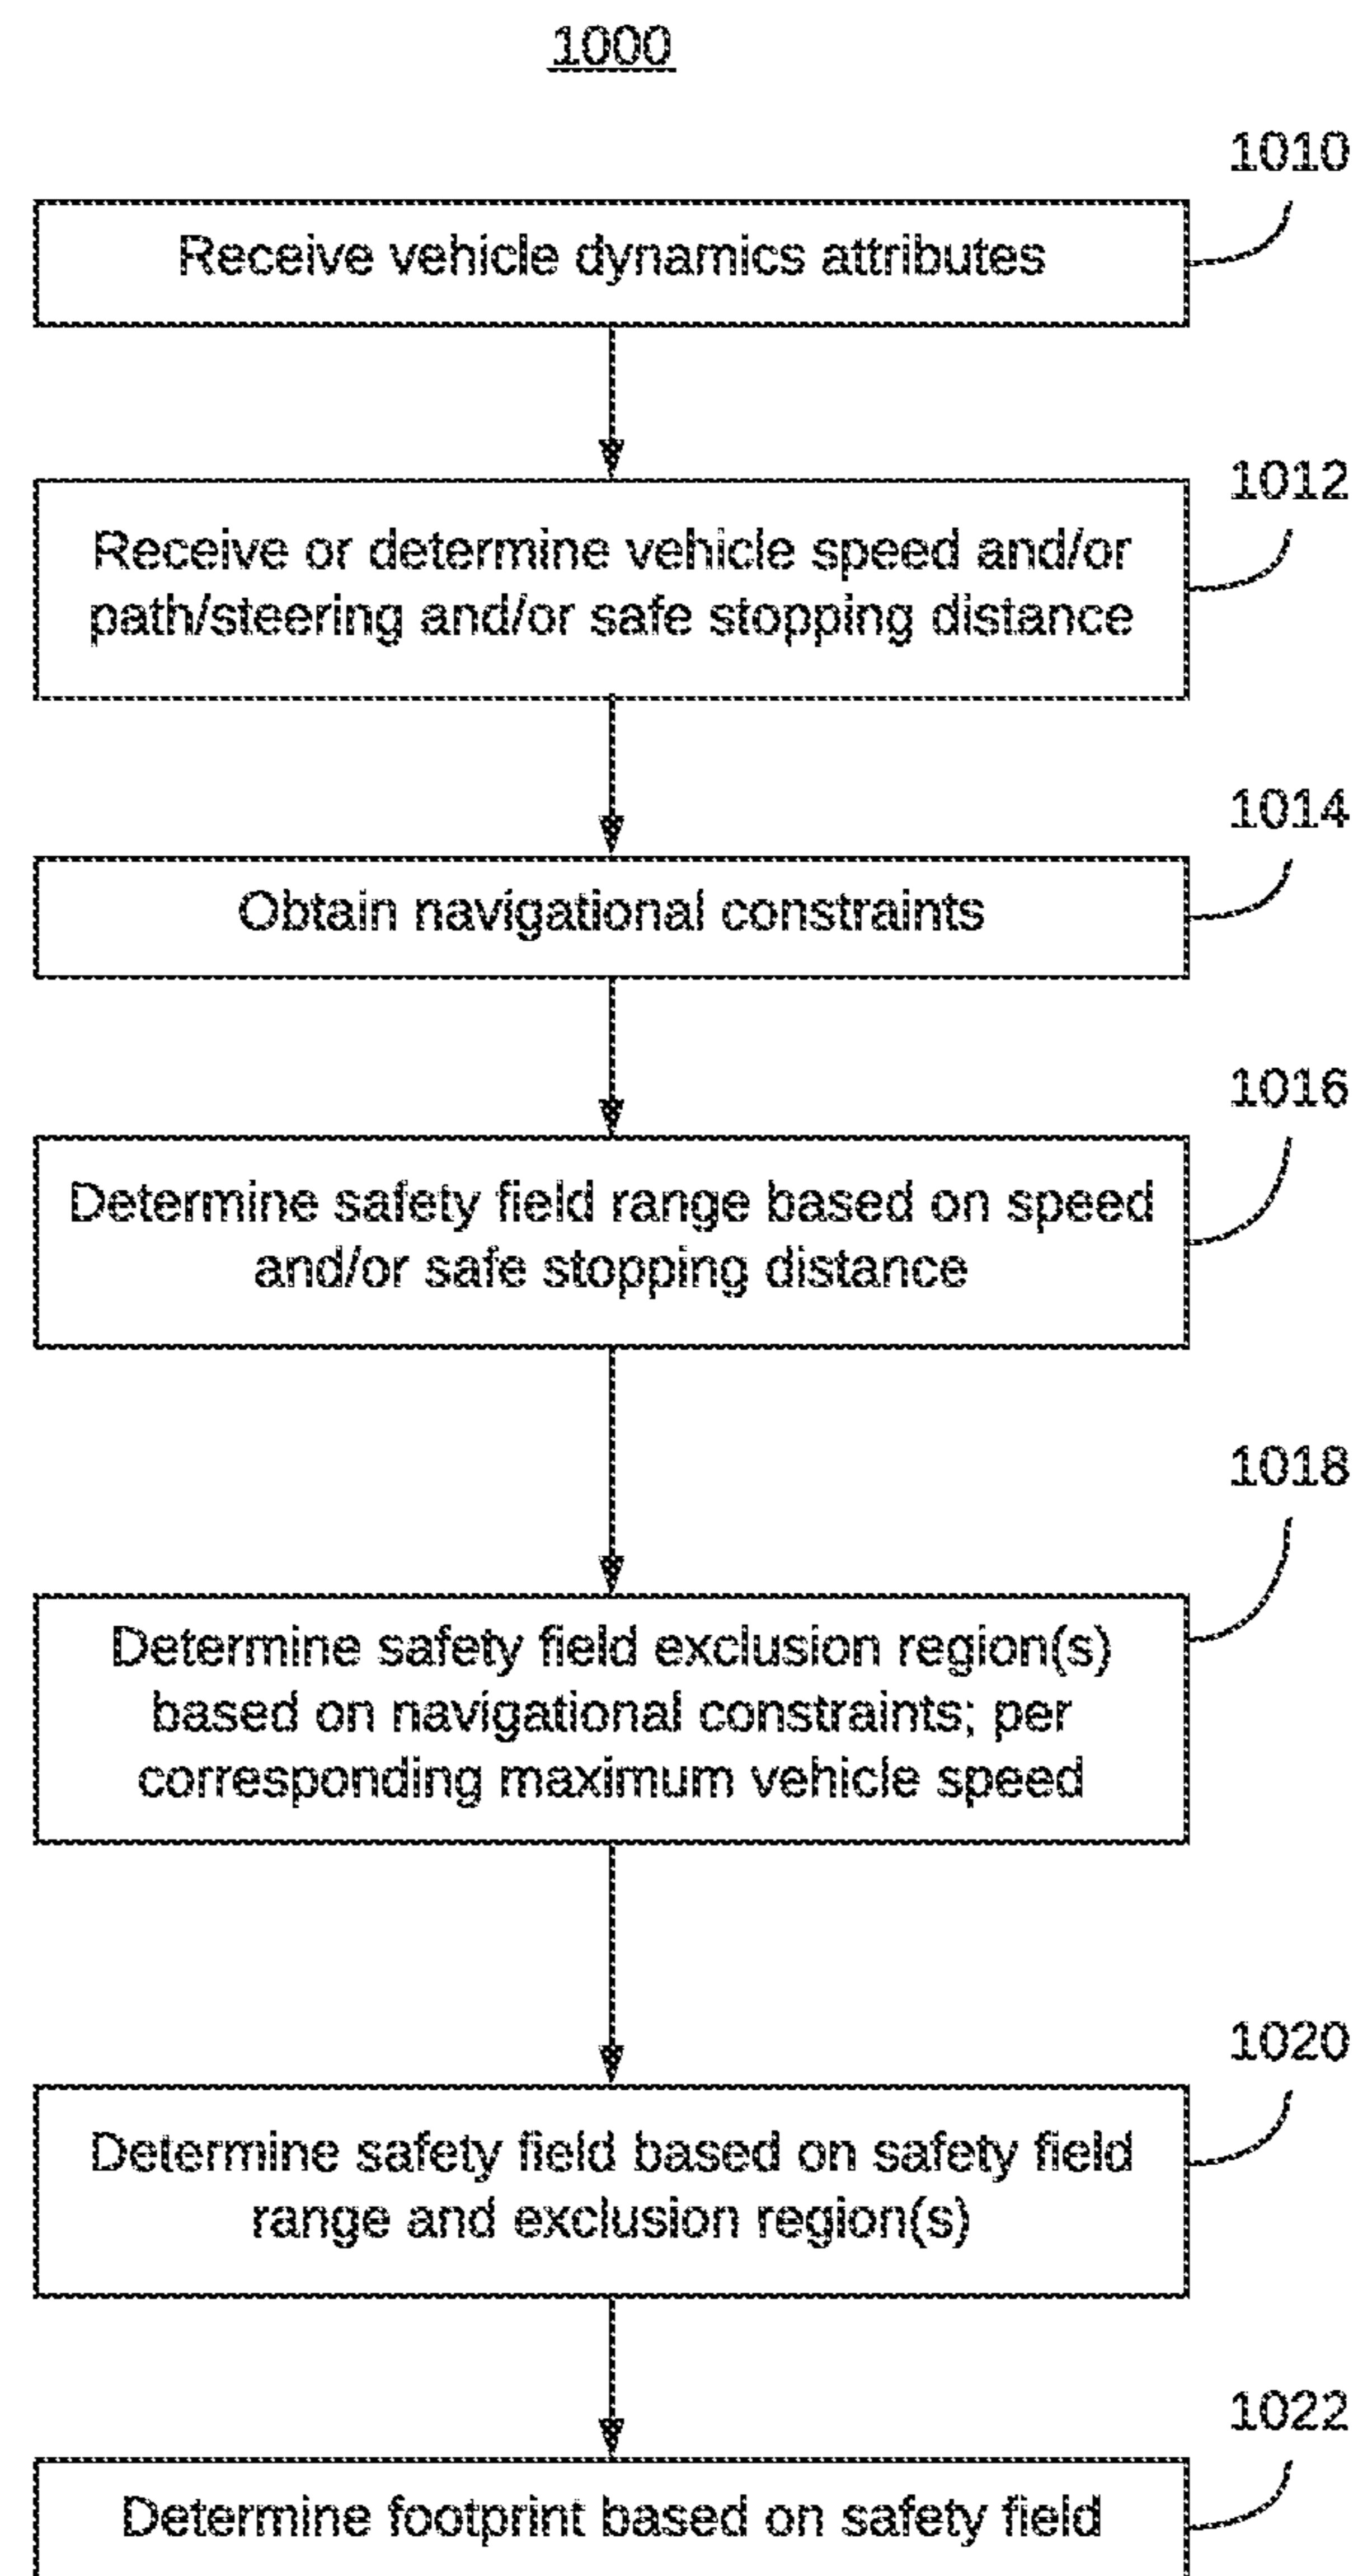 1000
1010
Receive vehicle dynamics attributes
1012
Receive or determine vehicle speed and/or
path/steering and/or safe stopping distance
1014
Obtain navigational constraints
1016
Determine safety field range based on speed
and/or safe stopping distance
1018
Determine safety field exclusion region(s)
based on navigational constraints; per
corresponding maximum vehicle speed
1020
Determine safety field based on safety field
range and exclusion region(s)
1022
Determine footprint based on safety field